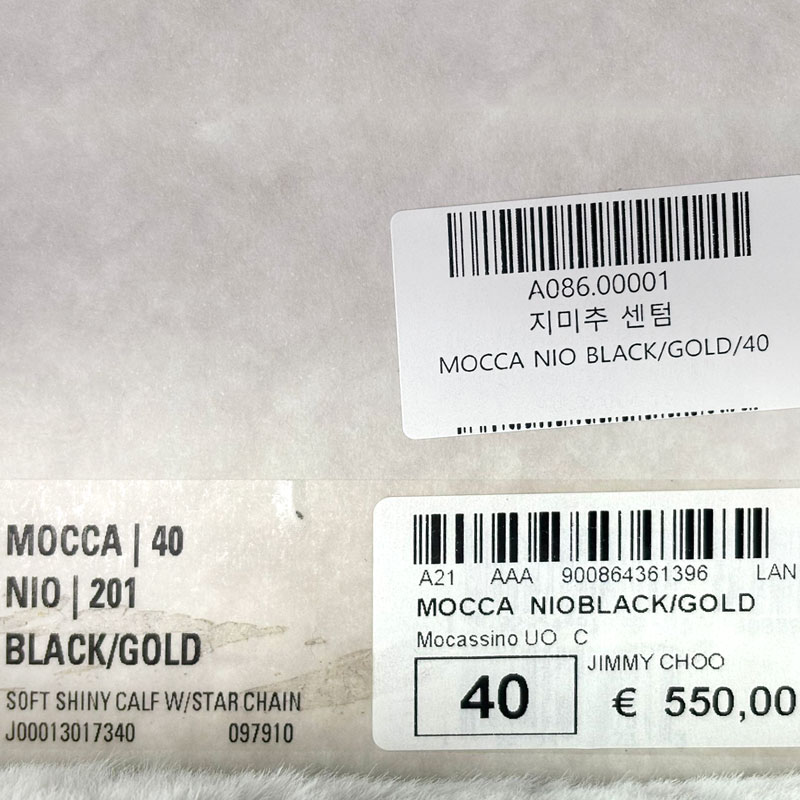 A086.00001
지미추 센텀
MOCCA NIO BLACK/GOLD/40
MOCCA | 40
NIO | 201
BLACK/GOLD
SOFT SHINY CALF W/STAR CHAIN
J00013017340 097910
A21 AAA 900864361396 LAN
MOCCA NIOBLACK/GOLD
Mocassino UO C
JIMMY CHOO
40 € 550,00